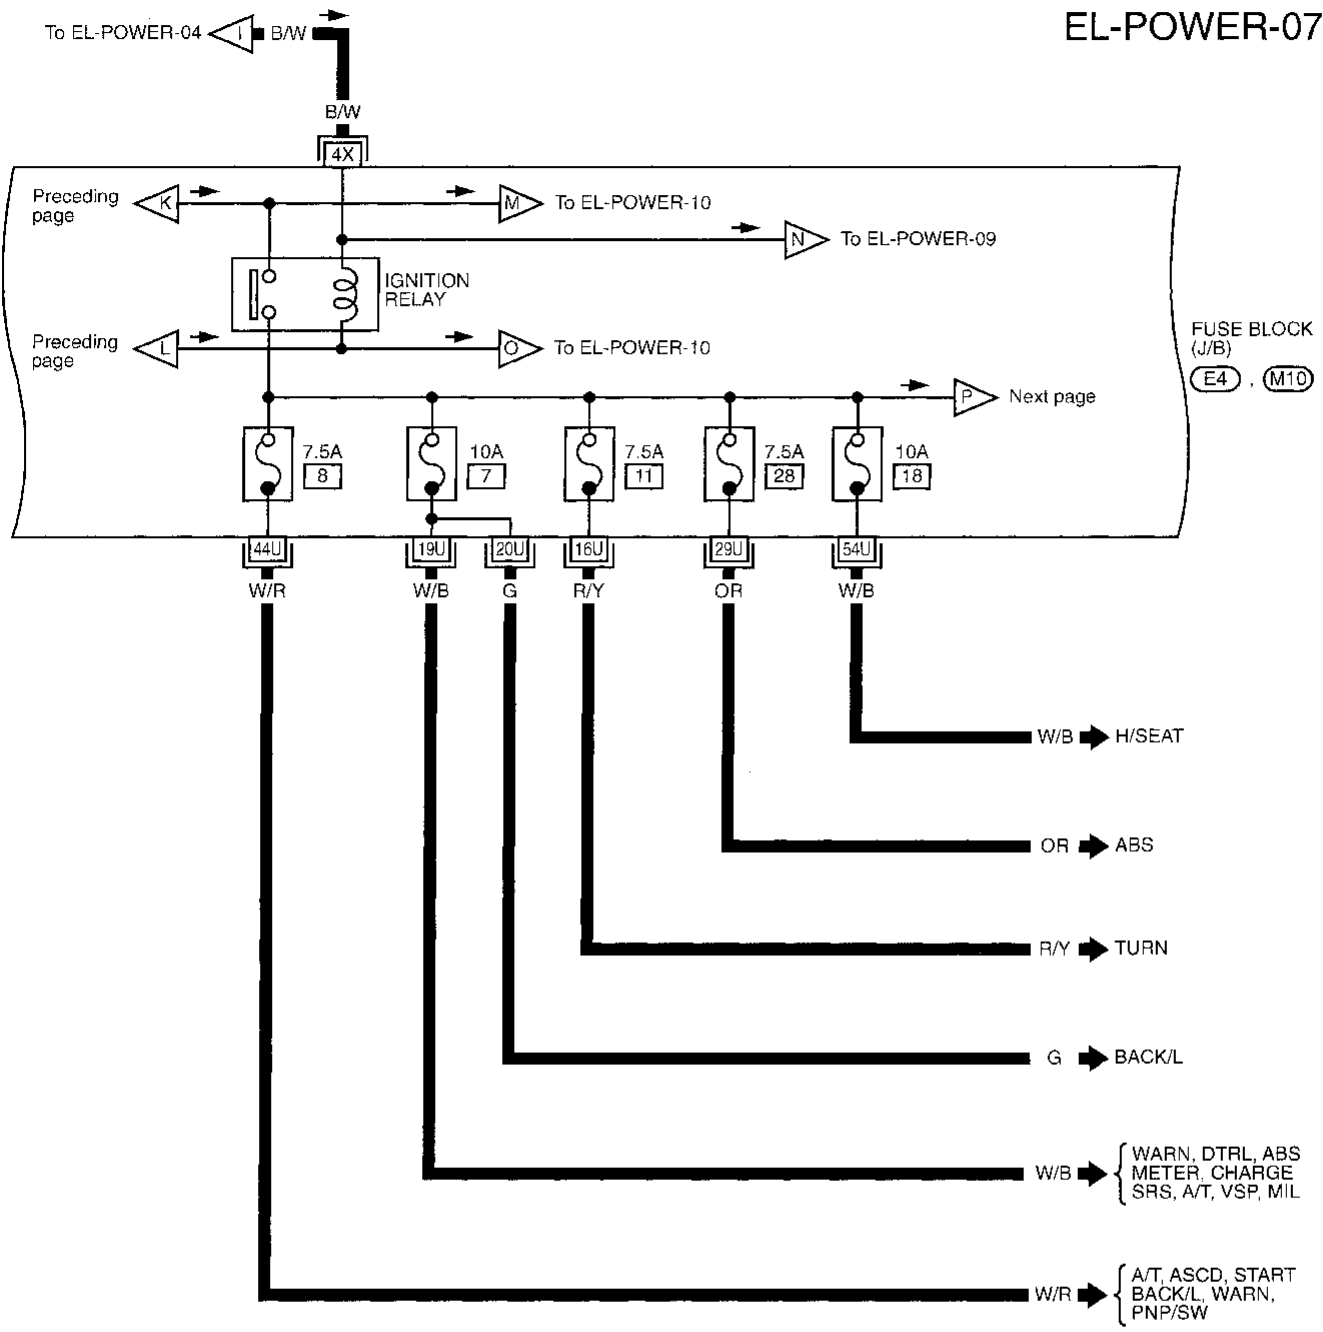 EL-POWER-07
To EL-POWER-04
I
B/W
B/W
4X
Preceding
page
K
M
To EL-POWER-10
N
To EL-POWER-09
IGNITION
RELAY
Preceding
page
L
O
To EL-POWER-10
FUSE BLOCK
(J/B)
E4 , M10
P
Next page
7.5A
8
10A
7
7.5A
11
7.5A
28
10A
18
44U
19U
20U
16U
29U
54U
W/R
W/B
G
R/Y
OR
W/B
W/B
H/SEAT
OR
ABS
R/Y
TURN
G
BACK/L
W/B
WARN, DTRL, ABS
METER, CHARGE
SRS, A/T, VSP, MIL
W/R
A/T, ASCD, START
BACK/L, WARN,
PNP/SW